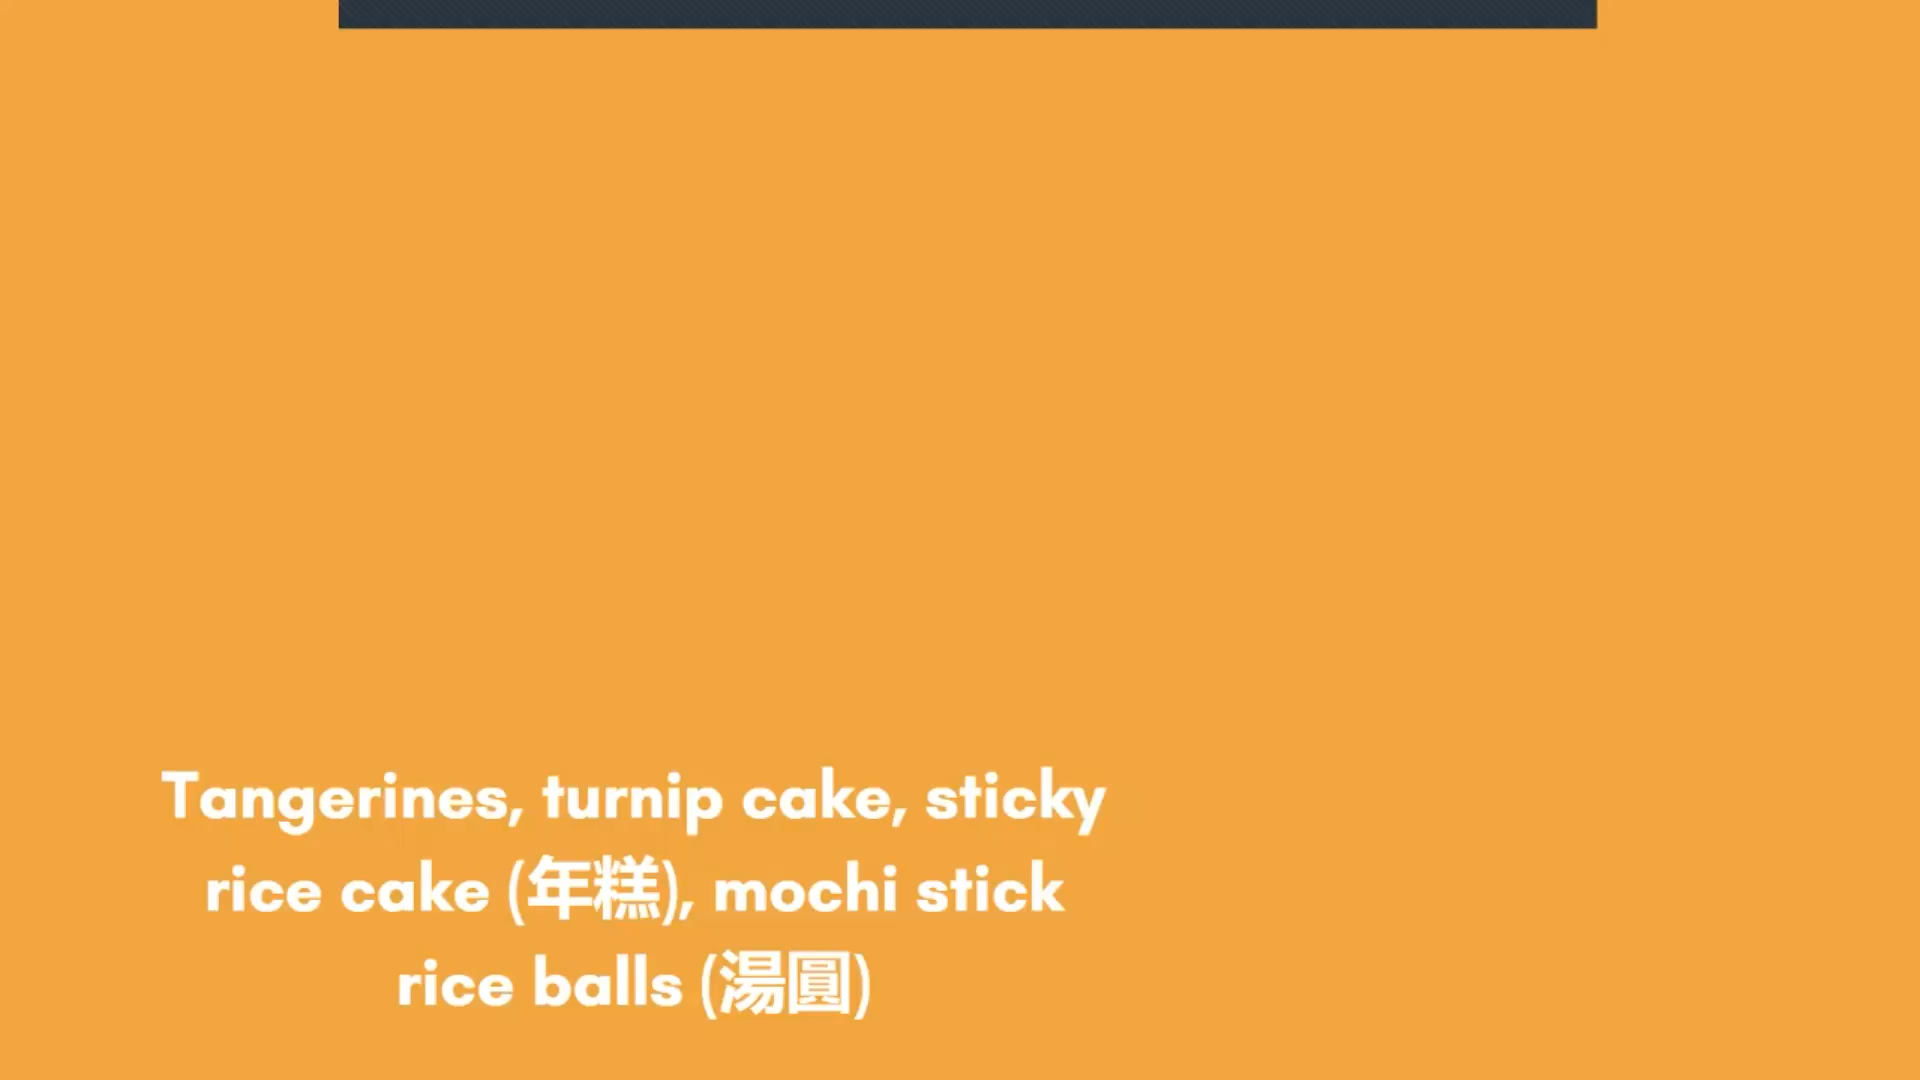 Tangerines, turnip cake, sticky
rice cake (年糕), mochi stick
rice balls (湯圓)